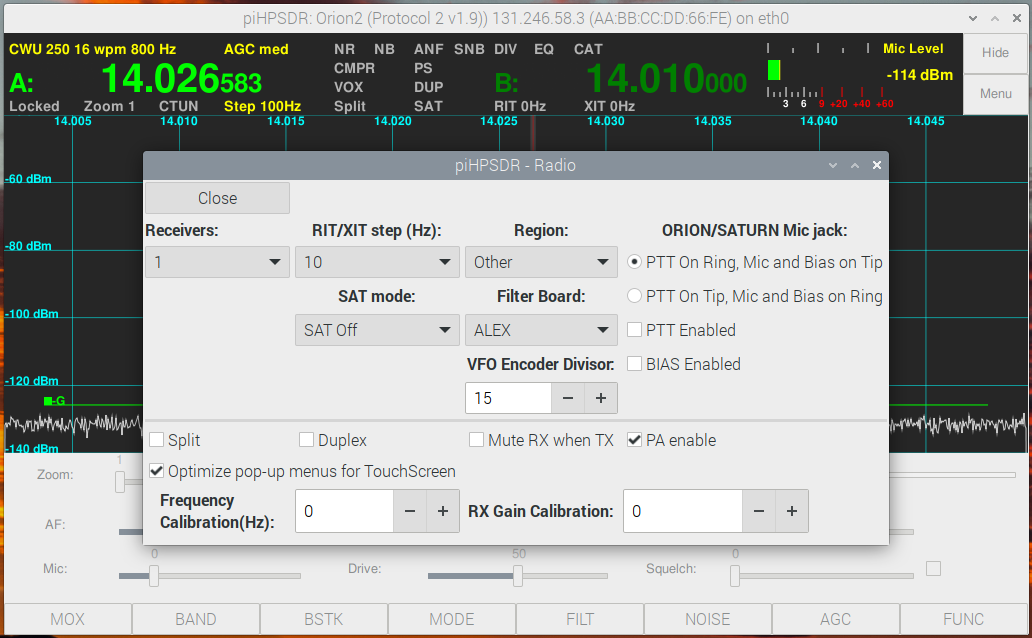 piHPSDR: Orion2 (Protocol 2 v1.9)) 131.246.58.3 (AA:BB:CC:DD:66:FE) on eth0
CWU 250 16 wpm 800 Hz AGC med NR NB ANF SNB DIV EQ CAT Mic Level Hide
CMPR PS
A: 14.026583 VOX DUP B: 14.010000 -114 dBm Menu
Locked Zoom 1 CTUN Step 100Hz Split SAT RIT 0Hz XIT 0Hz 3 6 9 +20 +40 +60
14.005 14.010 14.015 14.020 14.025 14.030 14.035 14.040 14.045
-60 dBm
-80 dBm
-100 dBm
-120 dBm
-G
-140 dBm
piHPSDR - Radio
Close
Receivers: RIT/XIT step (Hz): Region: ORION/SATURN Mic jack:
1 10 Other PTT On Ring, Mic and Bias on Tip
SAT mode: Filter Board: PTT On Tip, Mic and Bias on Ring
SAT Off ALEX PTT Enabled
VFO Encoder Divisor: BIAS Enabled
15 − +
Split Duplex Mute RX when TX PA enable
Optimize pop-up menus for TouchScreen
Frequency
Calibration(Hz): 0 − + RX Gain Calibration: 0 − +
1
Zoom:
AF:
0 50 0
Mic: Drive: Squelch:
MOX BAND BSTK MODE FILT NOISE AGC FUNC